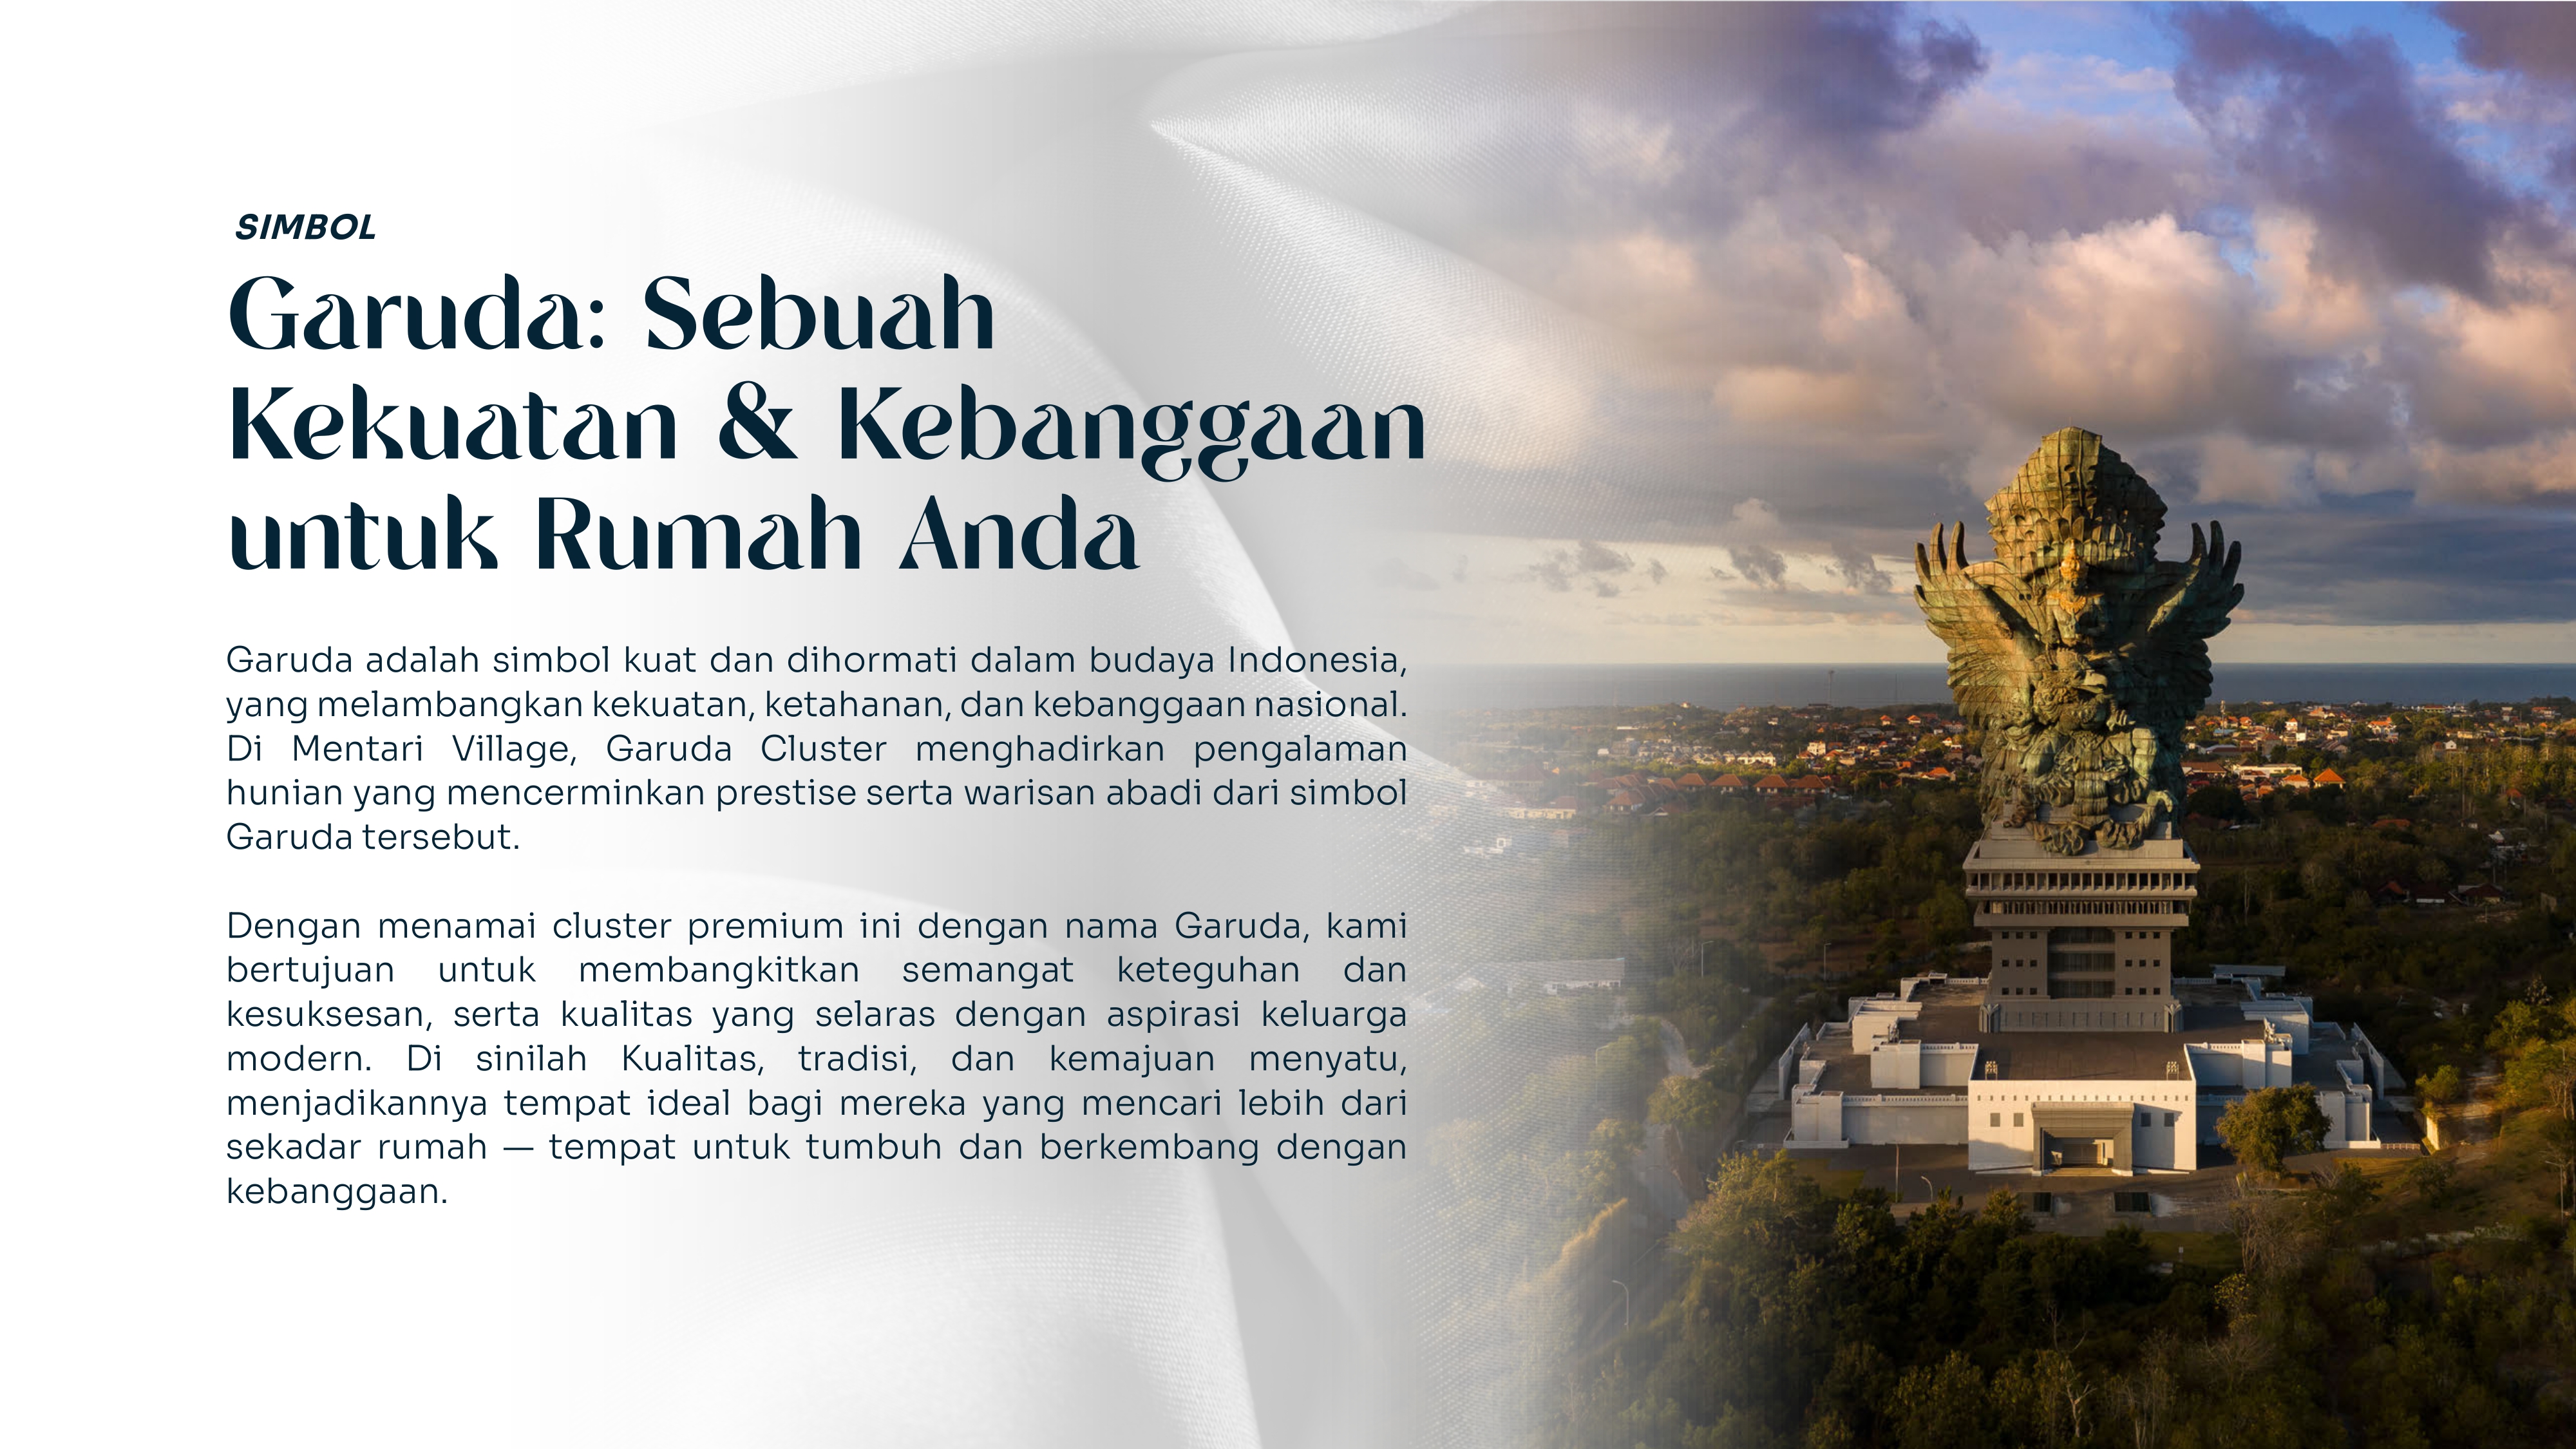 SIMBOL
Garuda: Sebuah
Kekuatan & Kebanggaan
untuk Rumah Anda
Garuda adalah simbol kuat dan dihormati dalam budaya Indonesia,
yang melambangkan kekuatan, ketahanan, dan kebanggaan nasional.
Di Mentari Village, Garuda Cluster menghadirkan pengalaman
hunian yang mencerminkan prestise serta warisan abadi dari simbol
Garuda tersebut.
Dengan menamai cluster premium ini dengan nama Garuda, kami
bertujuan untuk membangkitkan semangat keteguhan dan
kesuksesan, serta kualitas yang selaras dengan aspirasi keluarga
modern. Di sinilah Kualitas, tradisi, dan kemajuan menyatu,
menjadikannya tempat ideal bagi mereka yang mencari lebih dari
sekadar rumah — tempat untuk tumbuh dan berkembang dengan
kebanggaan.